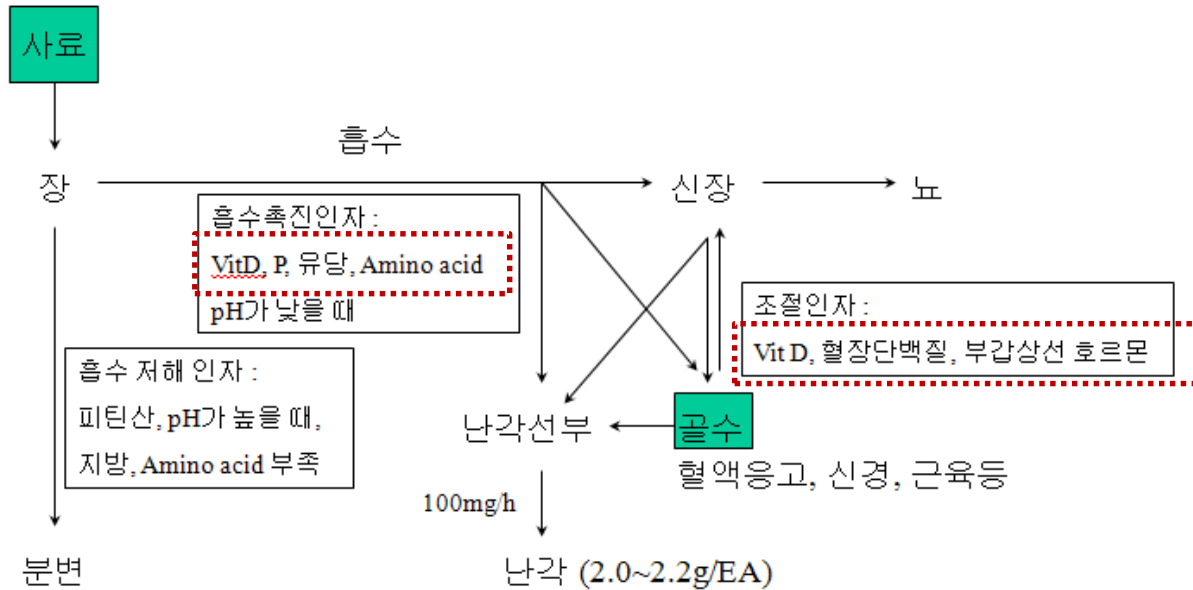 사료
흡수
장
신장
뇨
흡수촉진인자 :
VitD, P, 유당, Amino acid
pH가 낮을 때
조절인자 :
Vit D, 혈장단백질, 부갑상선 호르몬
흡수 저해 인자 :
피틴산, pH가 높을 때,
지방, Amino acid 부족
난각선부
골수
혈액응고, 신경, 근육등
100mg/h
분변
난각 (2.0~2.2g/EA)